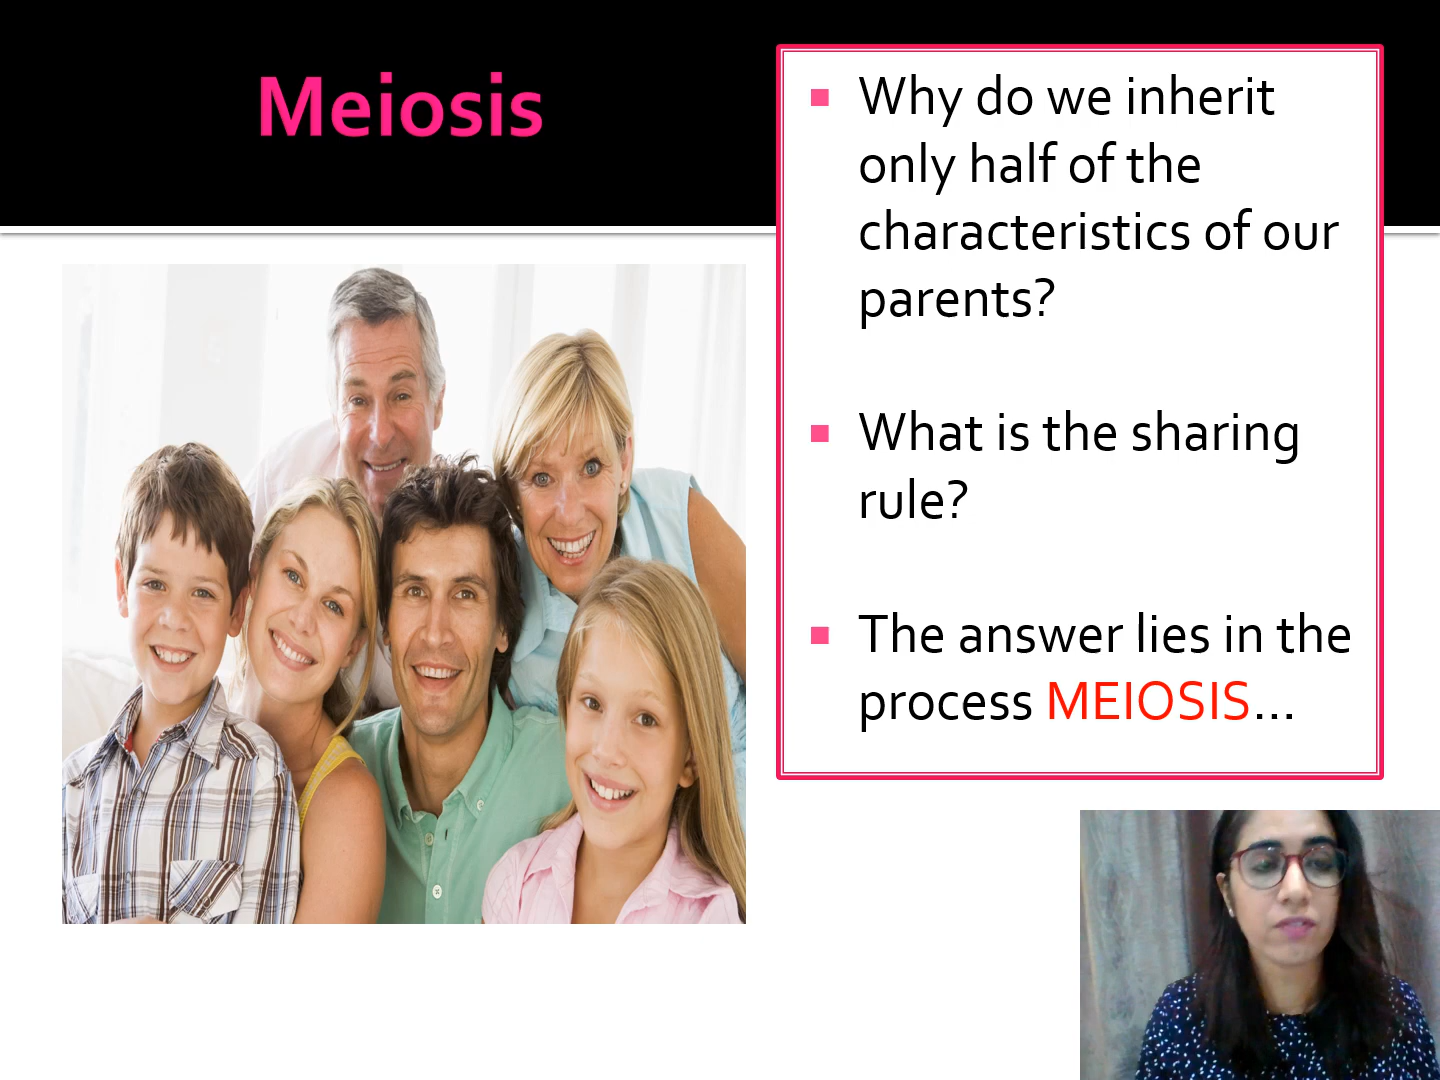 Meiosis
Why do we inherit
only half of the
characteristics of our
parents?
What is the sharing
rule?
The answer lies in the
process MEIOSIS...